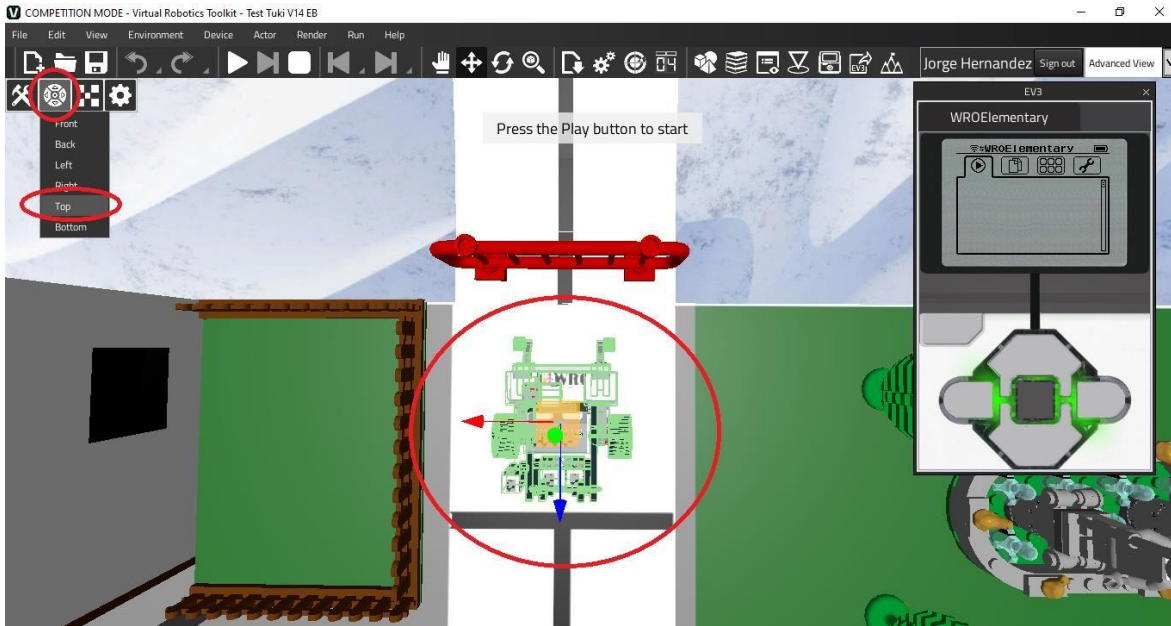 COMPETITION MODE - Virtual Robotics Toolkit - Test Tuki V14 EB
File Edit View Environment Device Actor Render Run Help
EV3
Jorge Hernandez Sign out Advanced View
EV3
WROElementary
WROElementary
Press the Play button to start
Front
Back
Left
Right
Top
Bottom
WRO